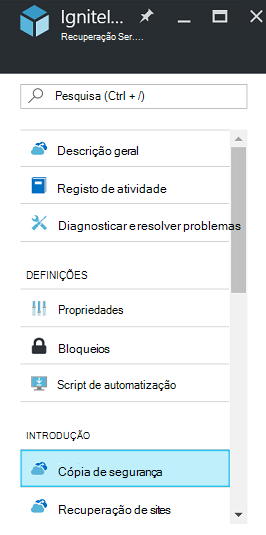 Ignitel...
Recuperação Ser....
Pesquisa (Ctrl + /)
Descrição geral
Registo de atividade
Diagnosticar e resolver problemas
DEFINIÇÕES
Propriedades
Bloqueios
Script de automatização
INTRODUÇÃO
Cópia de segurança
Recuperação de sites